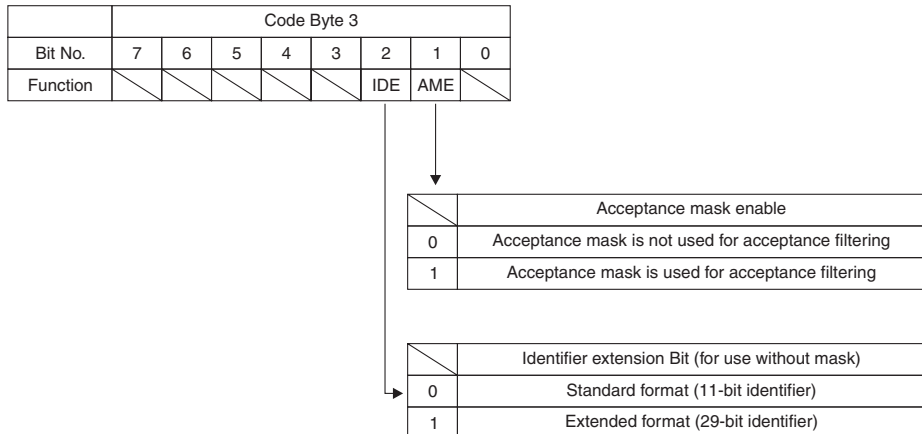 Code Byte 3
Bit No. 7 6 5 4 3 2 1 0
Function IDE AME
Acceptance mask enable
0 Acceptance mask is not used for acceptance filtering
1 Acceptance mask is used for acceptance filtering
Identifier extension Bit (for use without mask)
0 Standard format (11-bit identifier)
1 Extended format (29-bit identifier)